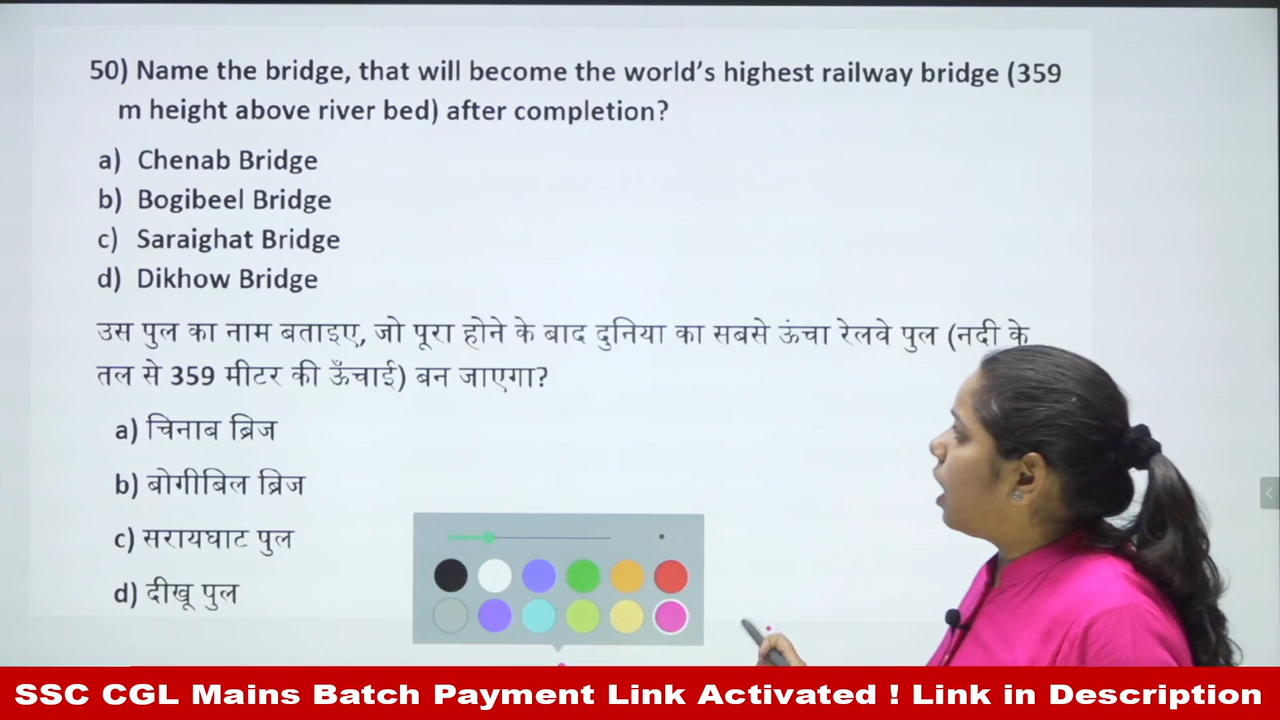 50) Name the bridge, that will become the world's highest railway bridge (359
m height above river bed) after completion?
a) Chenab Bridge
b) Bogibeel Bridge
c) Saraighat Bridge
d) Dikhow Bridge
उस पुल का नाम बताइए, जो पूरा होने के बाद दुनिया का सबसे ऊंचा रेलवे पुल (नदी के
तल से 359 मीटर की ऊँचाई) बन जाएगा?
a) चिनाब ब्रिज
b) बोगीबिल ब्रिज
c) सरायघाट पुल
d) दीखू पुल
SSC CGL Mains Batch Payment Link Activated ! Link in Description